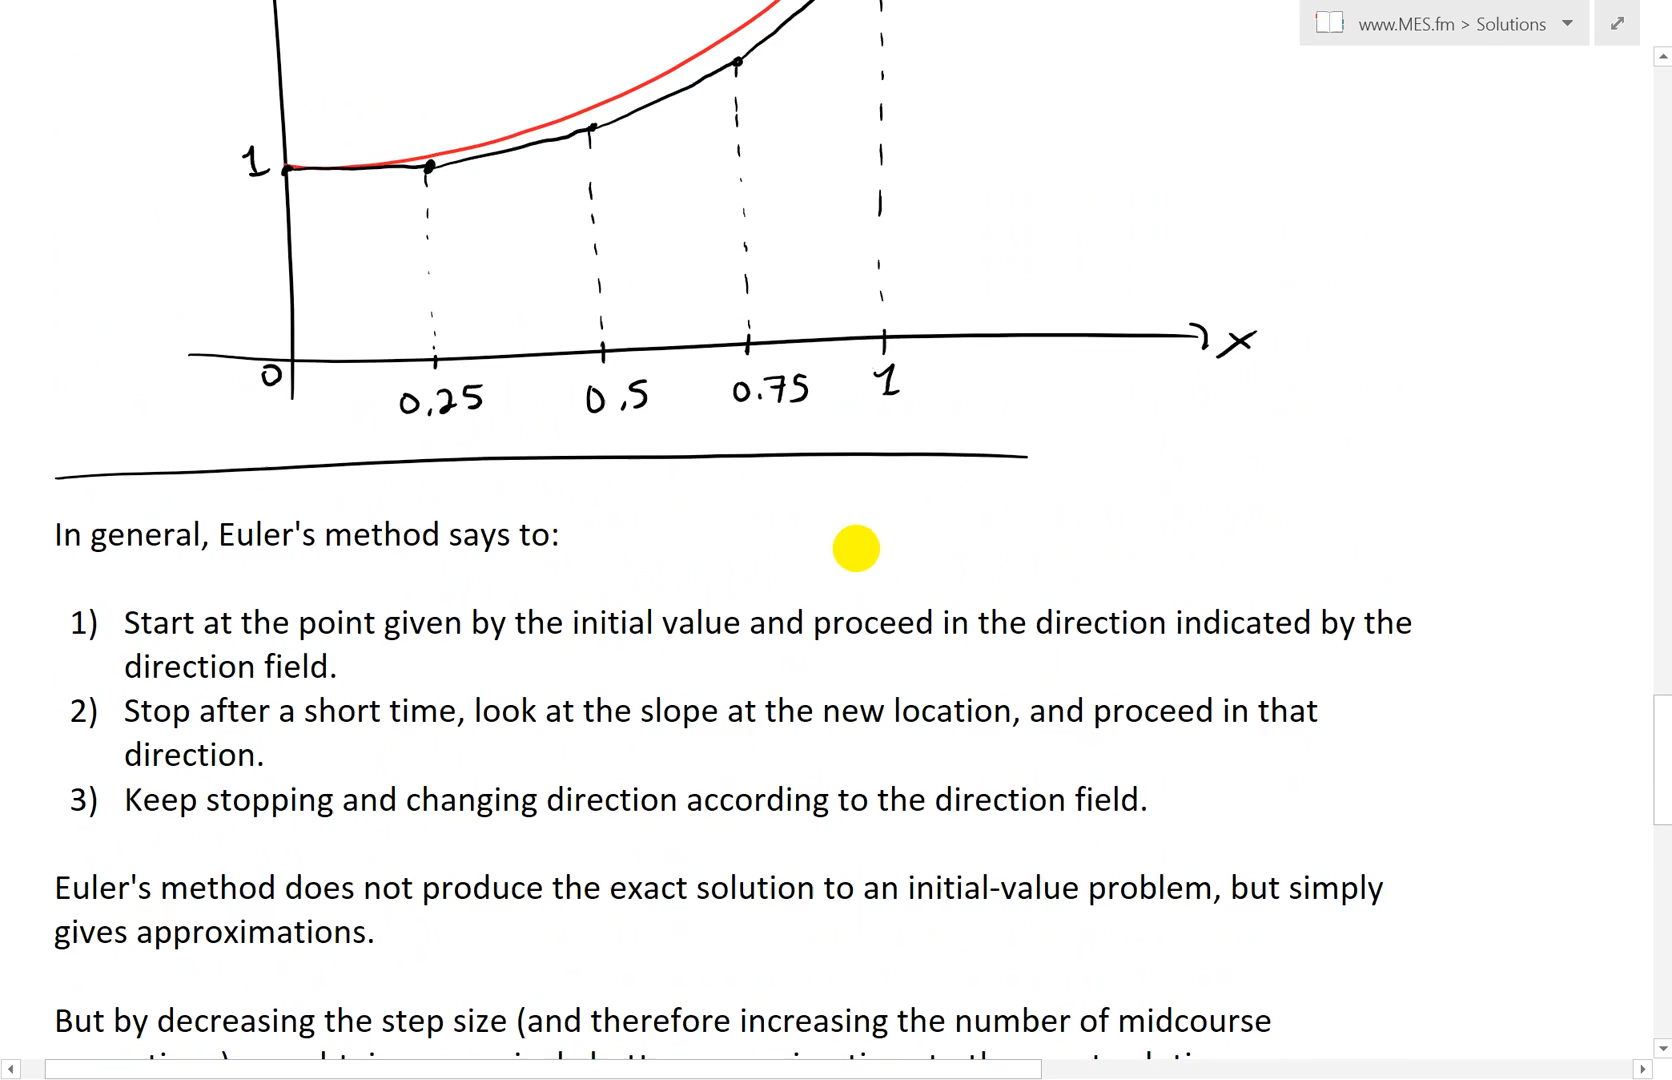 www.MES.fm > Solutions
1
x
0
0.25
0.5
0.75
1
In general, Euler's method says to:
1) Start at the point given by the initial value and proceed in the direction indicated by the
direction field.
2) Stop after a short time, look at the slope at the new location, and proceed in that
direction.
3) Keep stopping and changing direction according to the direction field.
Euler's method does not produce the exact solution to an initial-value problem, but simply
gives approximations.
But by decreasing the step size (and therefore increasing the number of midcourse